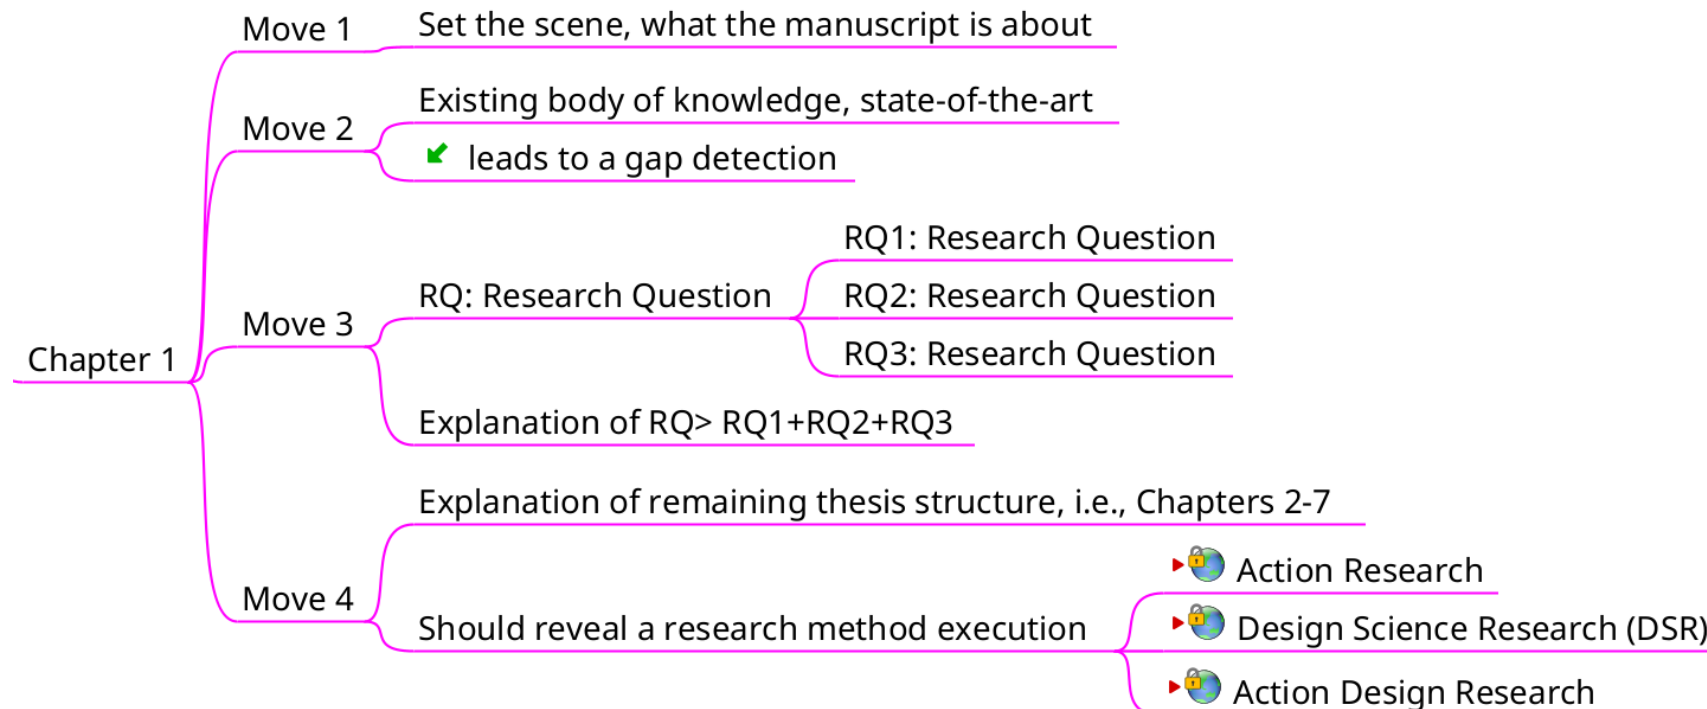 Chapter 1
Move 1
Set the scene, what the manuscript is about
Move 2
Existing body of knowledge, state-of-the-art
leads to a gap detection
Move 3
RQ: Research Question
RQ1: Research Question
RQ2: Research Question
RQ3: Research Question
Explanation of RQ> RQ1+RQ2+RQ3
Move 4
Explanation of remaining thesis structure, i.e., Chapters 2-7
Should reveal a research method execution
Action Research
Design Science Research (DSR)
Action Design Research